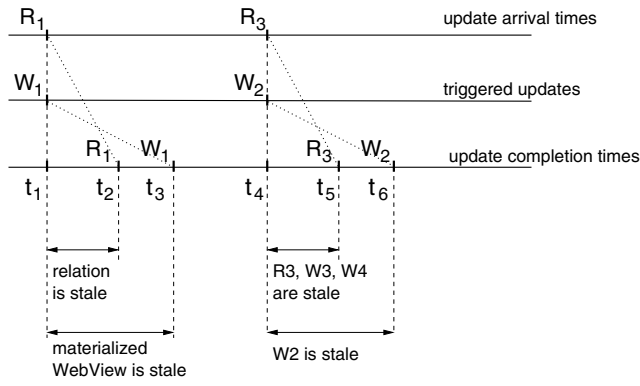 R1 R3 update arrival times
W1 W2 triggered updates
R1 W1 R3 W2 update completion times
t1 t2 t3 t4 t5 t6
relation R3, W3, W4
is stale are stale
materialized W2 is stale
WebView is stale